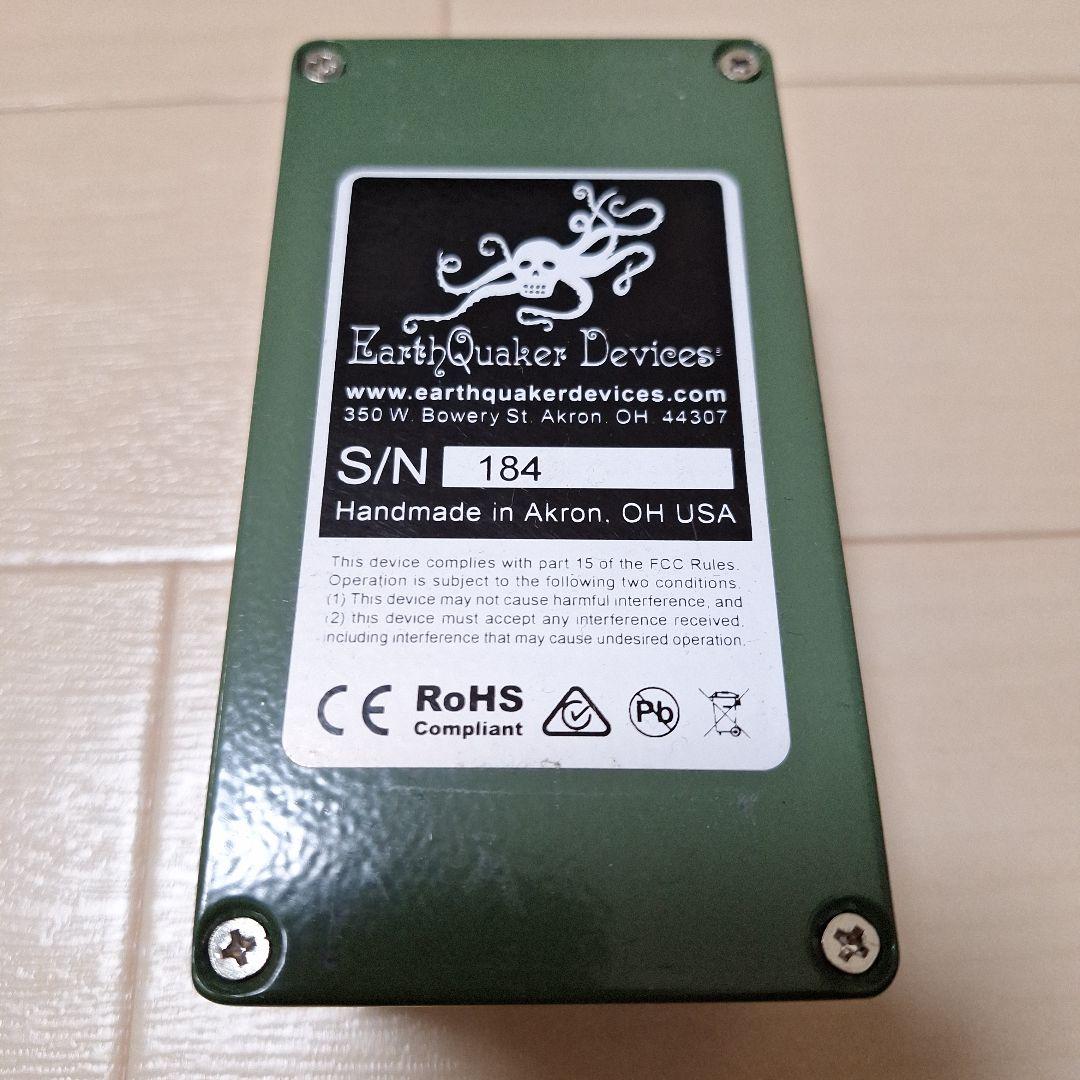 EarthQuaker Devices
www.earthquakerdevices.com
350 W. Bowery St. Akron, OH 44307
S/N 184
Handmade in Akron, OH USA
This device complies with part 15 of the FCC Rules.
Operation is subject to the following two conditions.
(1) This device may not cause harmful interference, and
(2) this device must accept any interference received,
including interference that may cause undesired operation.
CE RoHS Pb
Compliant